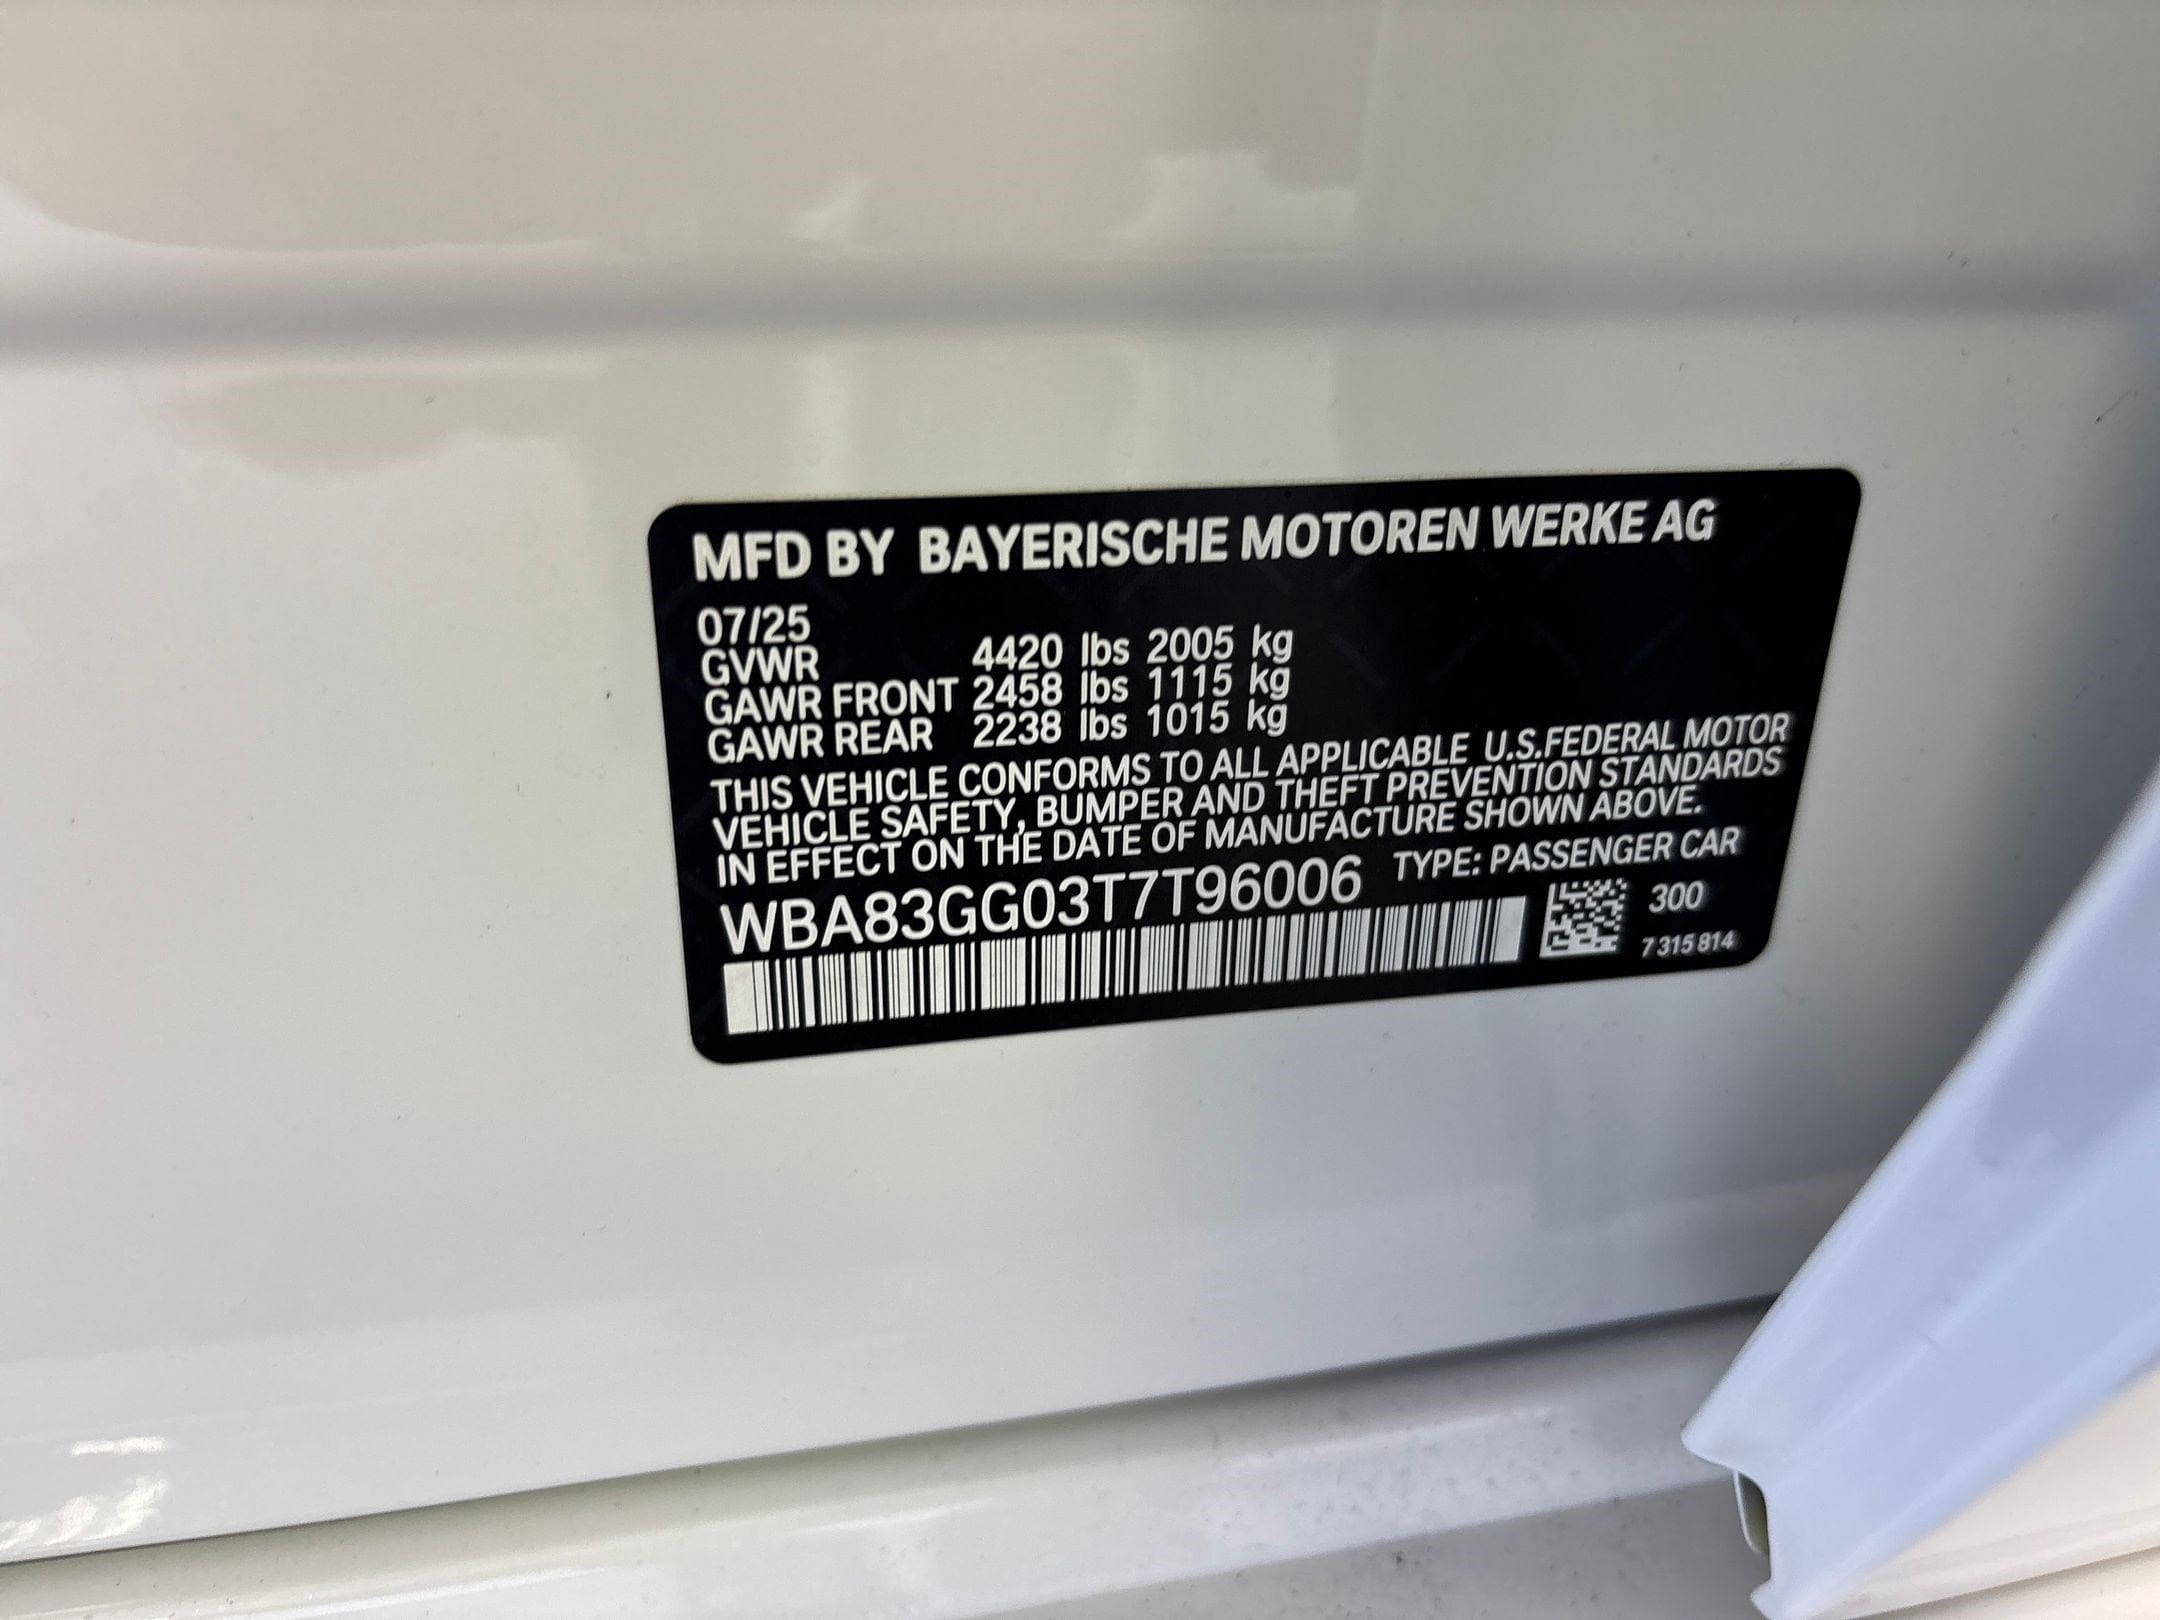 MFD BY BAYERISCHE MOTOREN WERKE AG
07/25
GVWR 4420 lbs 2005 kg
GAWR FRONT 2458 lbs 1115 kg
GAWR REAR 2238 lbs 1015 kg
THIS VEHICLE CONFORMS TO ALL APPLICABLE U.S.FEDERAL MOTOR
VEHICLE SAFETY, BUMPER AND THEFT PREVENTION STANDARDS
IN EFFECT ON THE DATE OF MANUFACTURE SHOWN ABOVE.
WBA83GG03T7T96006 TYPE: PASSENGER CAR
300
7 315 814